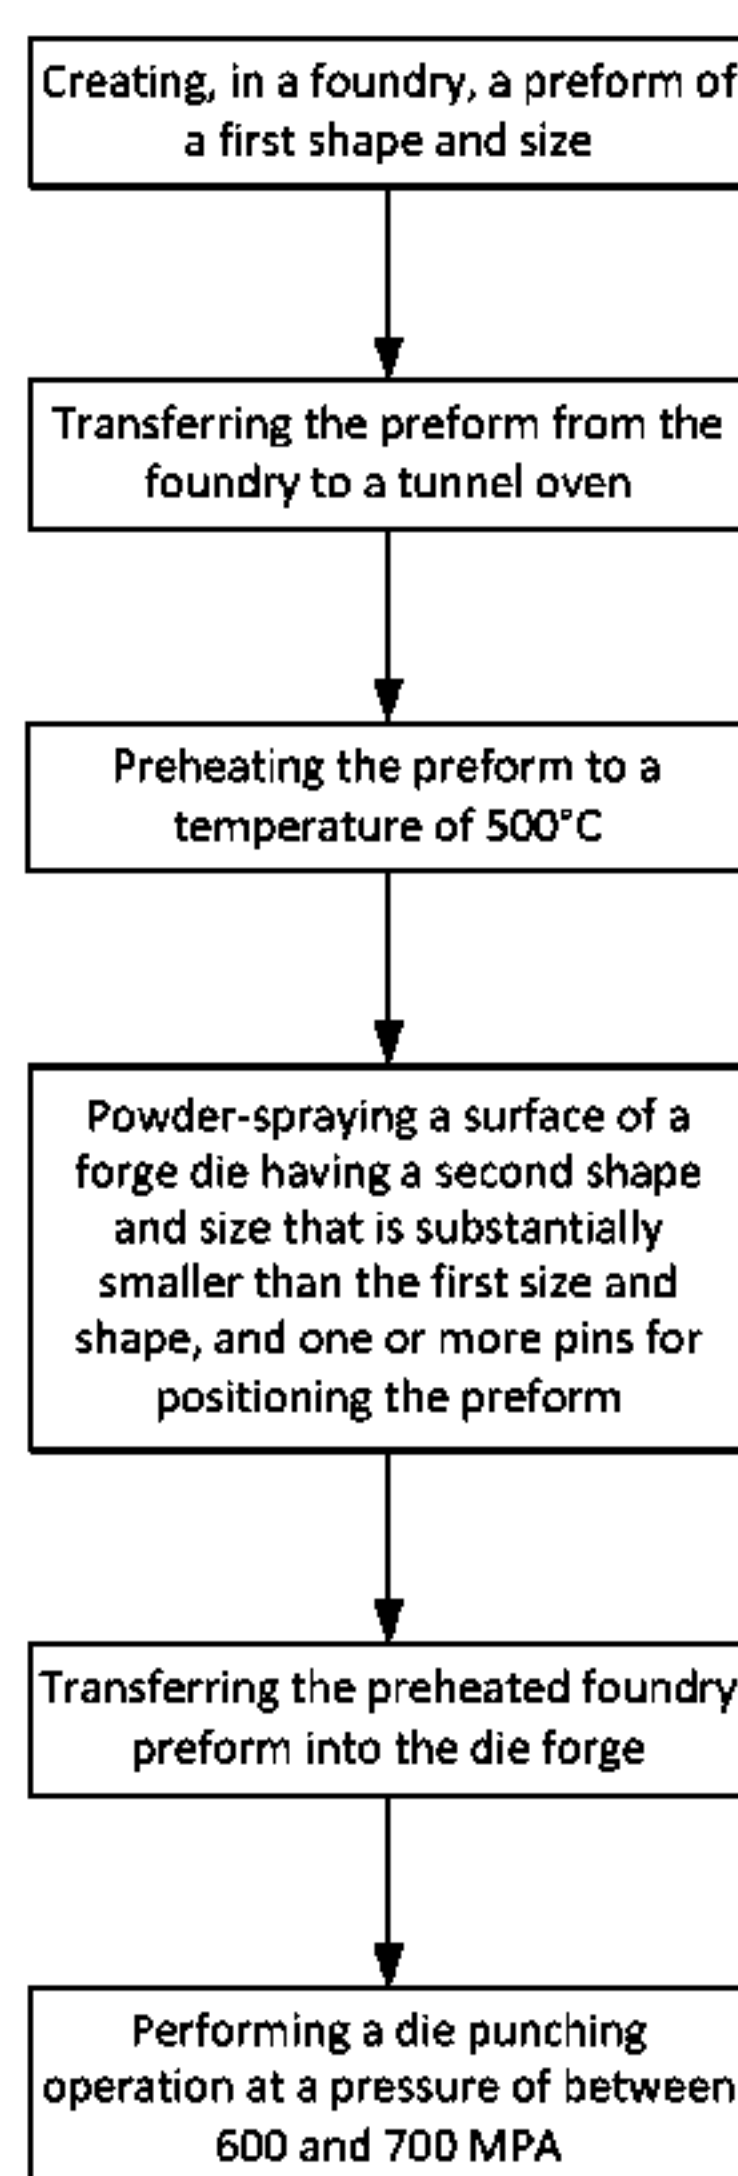 Creating, in a foundry, a preform of
a first shape and size
Transferring the preform from the
foundry to a tunnel oven
Preheating the preform to a
temperature of 500°C
Powder-spraying a surface of a
forge die having a second shape
and size that is substantially
smaller than the first size and
shape, and one or more pins for
positioning the preform
Transferring the preheated foundry
preform into the die forge
Performing a die punching
operation at a pressure of between
600 and 700 MPA